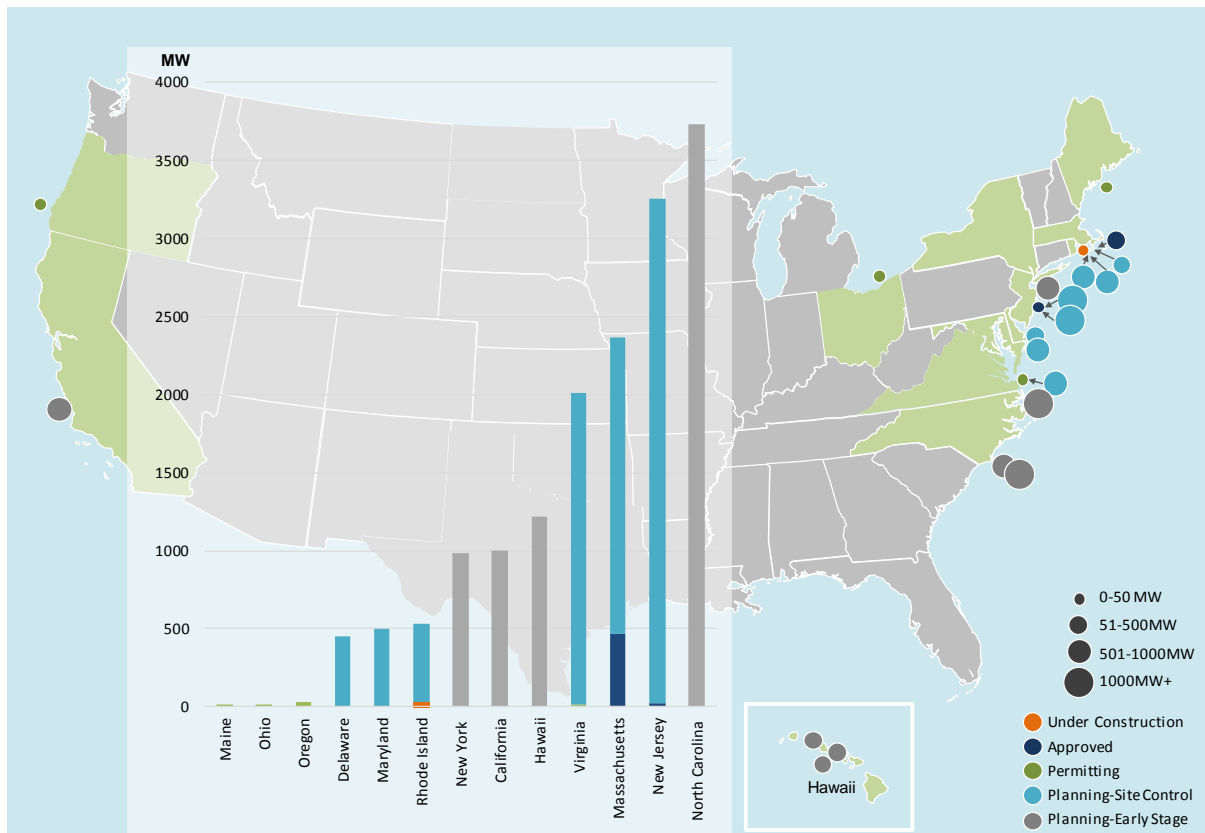 MW
4000
3500
3000
2500
2000
1500
1000
500
0
Maine
Ohio
Oregon
Delaware
Maryland
Rhode Island
New York
California
Hawaii
Virginia
Massachusetts
New Jersey
North Carolina
Hawaii
0-50 MW
51-500MW
501-1000MW
1000MW+
Under Construction
Approved
Permitting
Planning-Site Control
Planning-Early Stage